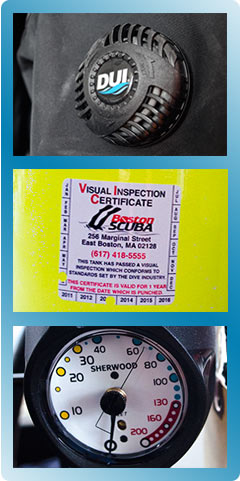 DUI
VISUAL INSPECTION
CERTIFICATE
Boston
SCUBA
256 Marginal Street
East Boston, MA 02128
(617) 418-5555
THIS TANK HAS PASSED A VISUAL
INSPECTION WHICH CONFORMS TO
STANDARDS SET BY THE DIVE INDUSTRY.
THIS CERTIFICATE IS VALID FOR 1 YEAR
FROM THE DATE WHICH IS PUNCHED.
2011 2012 20 2014 2015 2016
40 60
30 80
SHERWOOD
20 100
130
10 160
200